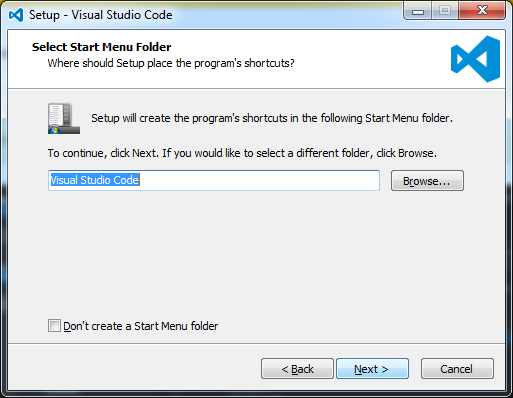 Setup - Visual Studio Code
Select Start Menu Folder
Where should Setup place the program's shortcuts?
Setup will create the program's shortcuts in the following Start Menu folder.
To continue, click Next. If you would like to select a different folder, click Browse.
Visual Studio Code
Browse...
Don't create a Start Menu folder
< Back
Next >
Cancel